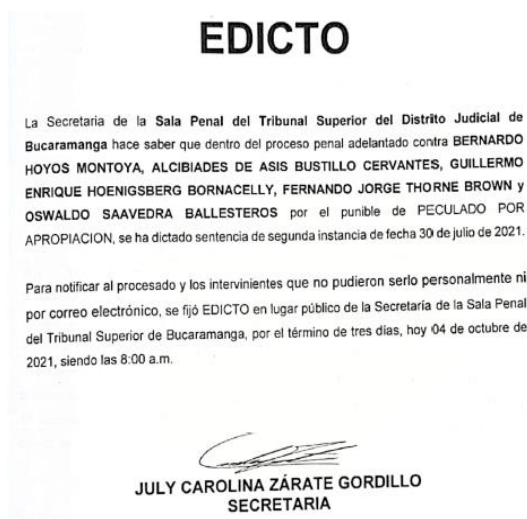 EDICTO
La Secretaria de la Sala Penal del Tribunal Superior del Distrito Judicial de
Bucaramanga hace saber que dentro del proceso penal adelantado contra BERNARDO
HOYOS MONTOYA, ALCIBIADES DE ASIS BUSTILLO CERVANTES, GUILLERMO
ENRIQUE HOENIGSBERG BORNACELLY, FERNANDO JORGE THORNE BROWN y
OSWALDO SAAVEDRA BALLESTEROS por el punible de PECULADO POR
APROPIACION, se ha dictado sentencia de segunda instancia de fecha 30 de julio de 2021.
Para notificar al procesado y los intervinientes que no pudieron serlo personalmente ni
por correo electrónico, se fijó EDICTO en lugar público de la Secretaría de la Sala Penal
del Tribunal Superior de Bucaramanga, por el término de tres días, hoy 04 de octubre de
2021, siendo las 8:00 a.m.
JULY CAROLINA ZÁRATE GORDILLO
SECRETARIA